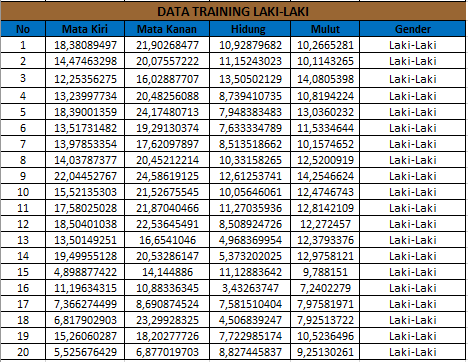 DATA TRAINING LAKI-LAKI
No Mata Kiri Mata Kanan Hidung Mulut Gender
1 18,38089497 21,90268477 10,92879682 10,2665281 Laki-Laki
2 14,47463298 20,07557222 11,15243023 10,1143265 Laki-Laki
3 12,25356275 16,02887707 13,50502129 14,0805398 Laki-Laki
4 13,23997734 20,48256088 8,739410735 10,8194224 Laki-Laki
5 18,39001359 24,17480713 7,948383483 13,0360232 Laki-Laki
6 13,51731482 19,29130374 7,633334789 11,5334644 Laki-Laki
7 13,97853354 17,62097897 8,513518662 10,1574652 Laki-Laki
8 14,03787377 20,45212214 10,33158265 12,5200919 Laki-Laki
9 22,04452767 24,58619125 12,61253741 14,2546624 Laki-Laki
10 15,52135303 21,52675545 10,05646061 12,4746743 Laki-Laki
11 17,58025028 21,87040466 11,27035936 12,8142109 Laki-Laki
12 18,50401038 22,53645491 8,508924726 12,272457 Laki-Laki
13 13,50149251 16,6541046 4,968369954 12,3793376 Laki-Laki
14 19,49955128 20,53286147 5,373202025 12,9758121 Laki-Laki
15 4,898877422 14,144886 11,12883642 9,788151 Laki-Laki
16 11,19634315 10,88336345 3,43263747 7,2402279 Laki-Laki
17 7,366274499 8,690874524 7,581510404 7,97581971 Laki-Laki
18 6,817902903 23,29928325 4,506839247 7,92513722 Laki-Laki
19 15,26060287 18,20277726 7,722985174 10,5236496 Laki-Laki
20 5,525676429 6,877019703 8,827445837 9,25130261 Laki-Laki